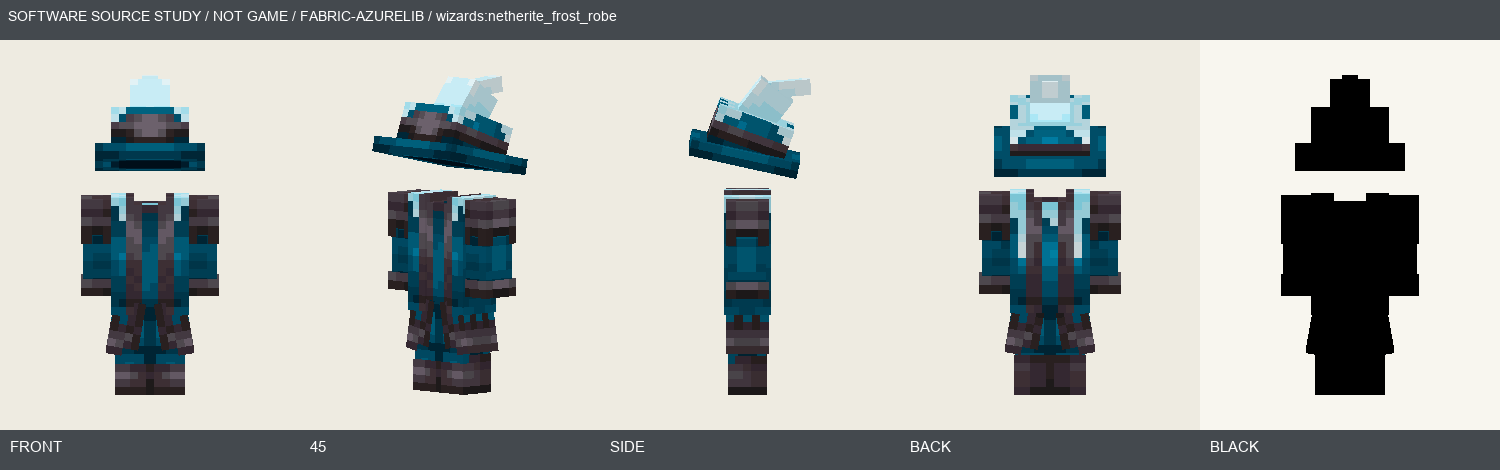 SOFTWARE SOURCE STUDY / NOT GAME / FABRIC-AZURELIB / wizards:netherite_frost_robe
FRONT 45 SIDE BACK BLACK